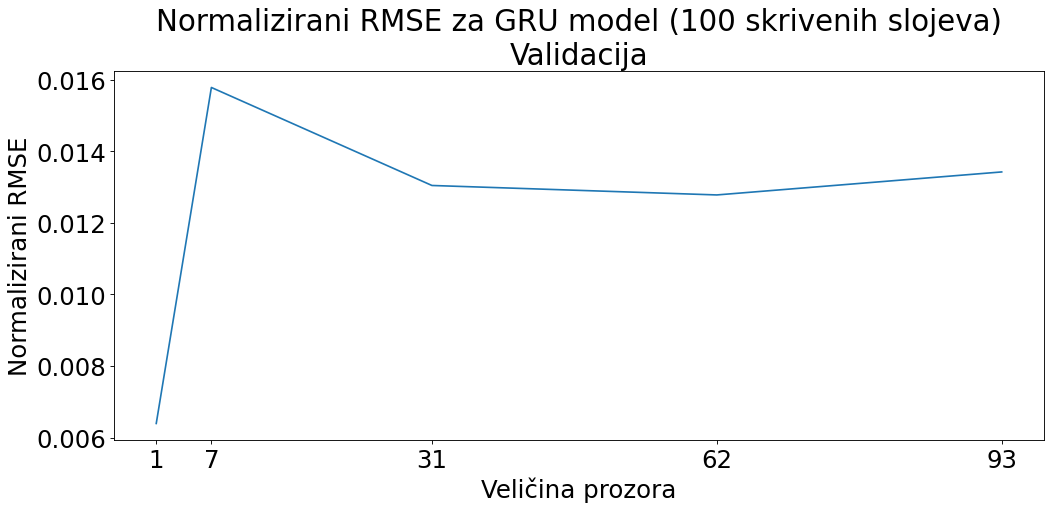 Normalizirani RMSE za GRU model (100 skrivenih slojeva)
Validacija
Normalizirani RMSE
0.016
0.014
0.012
0.010
0.008
0.006
1 7 31 62 93
Veličina prozora